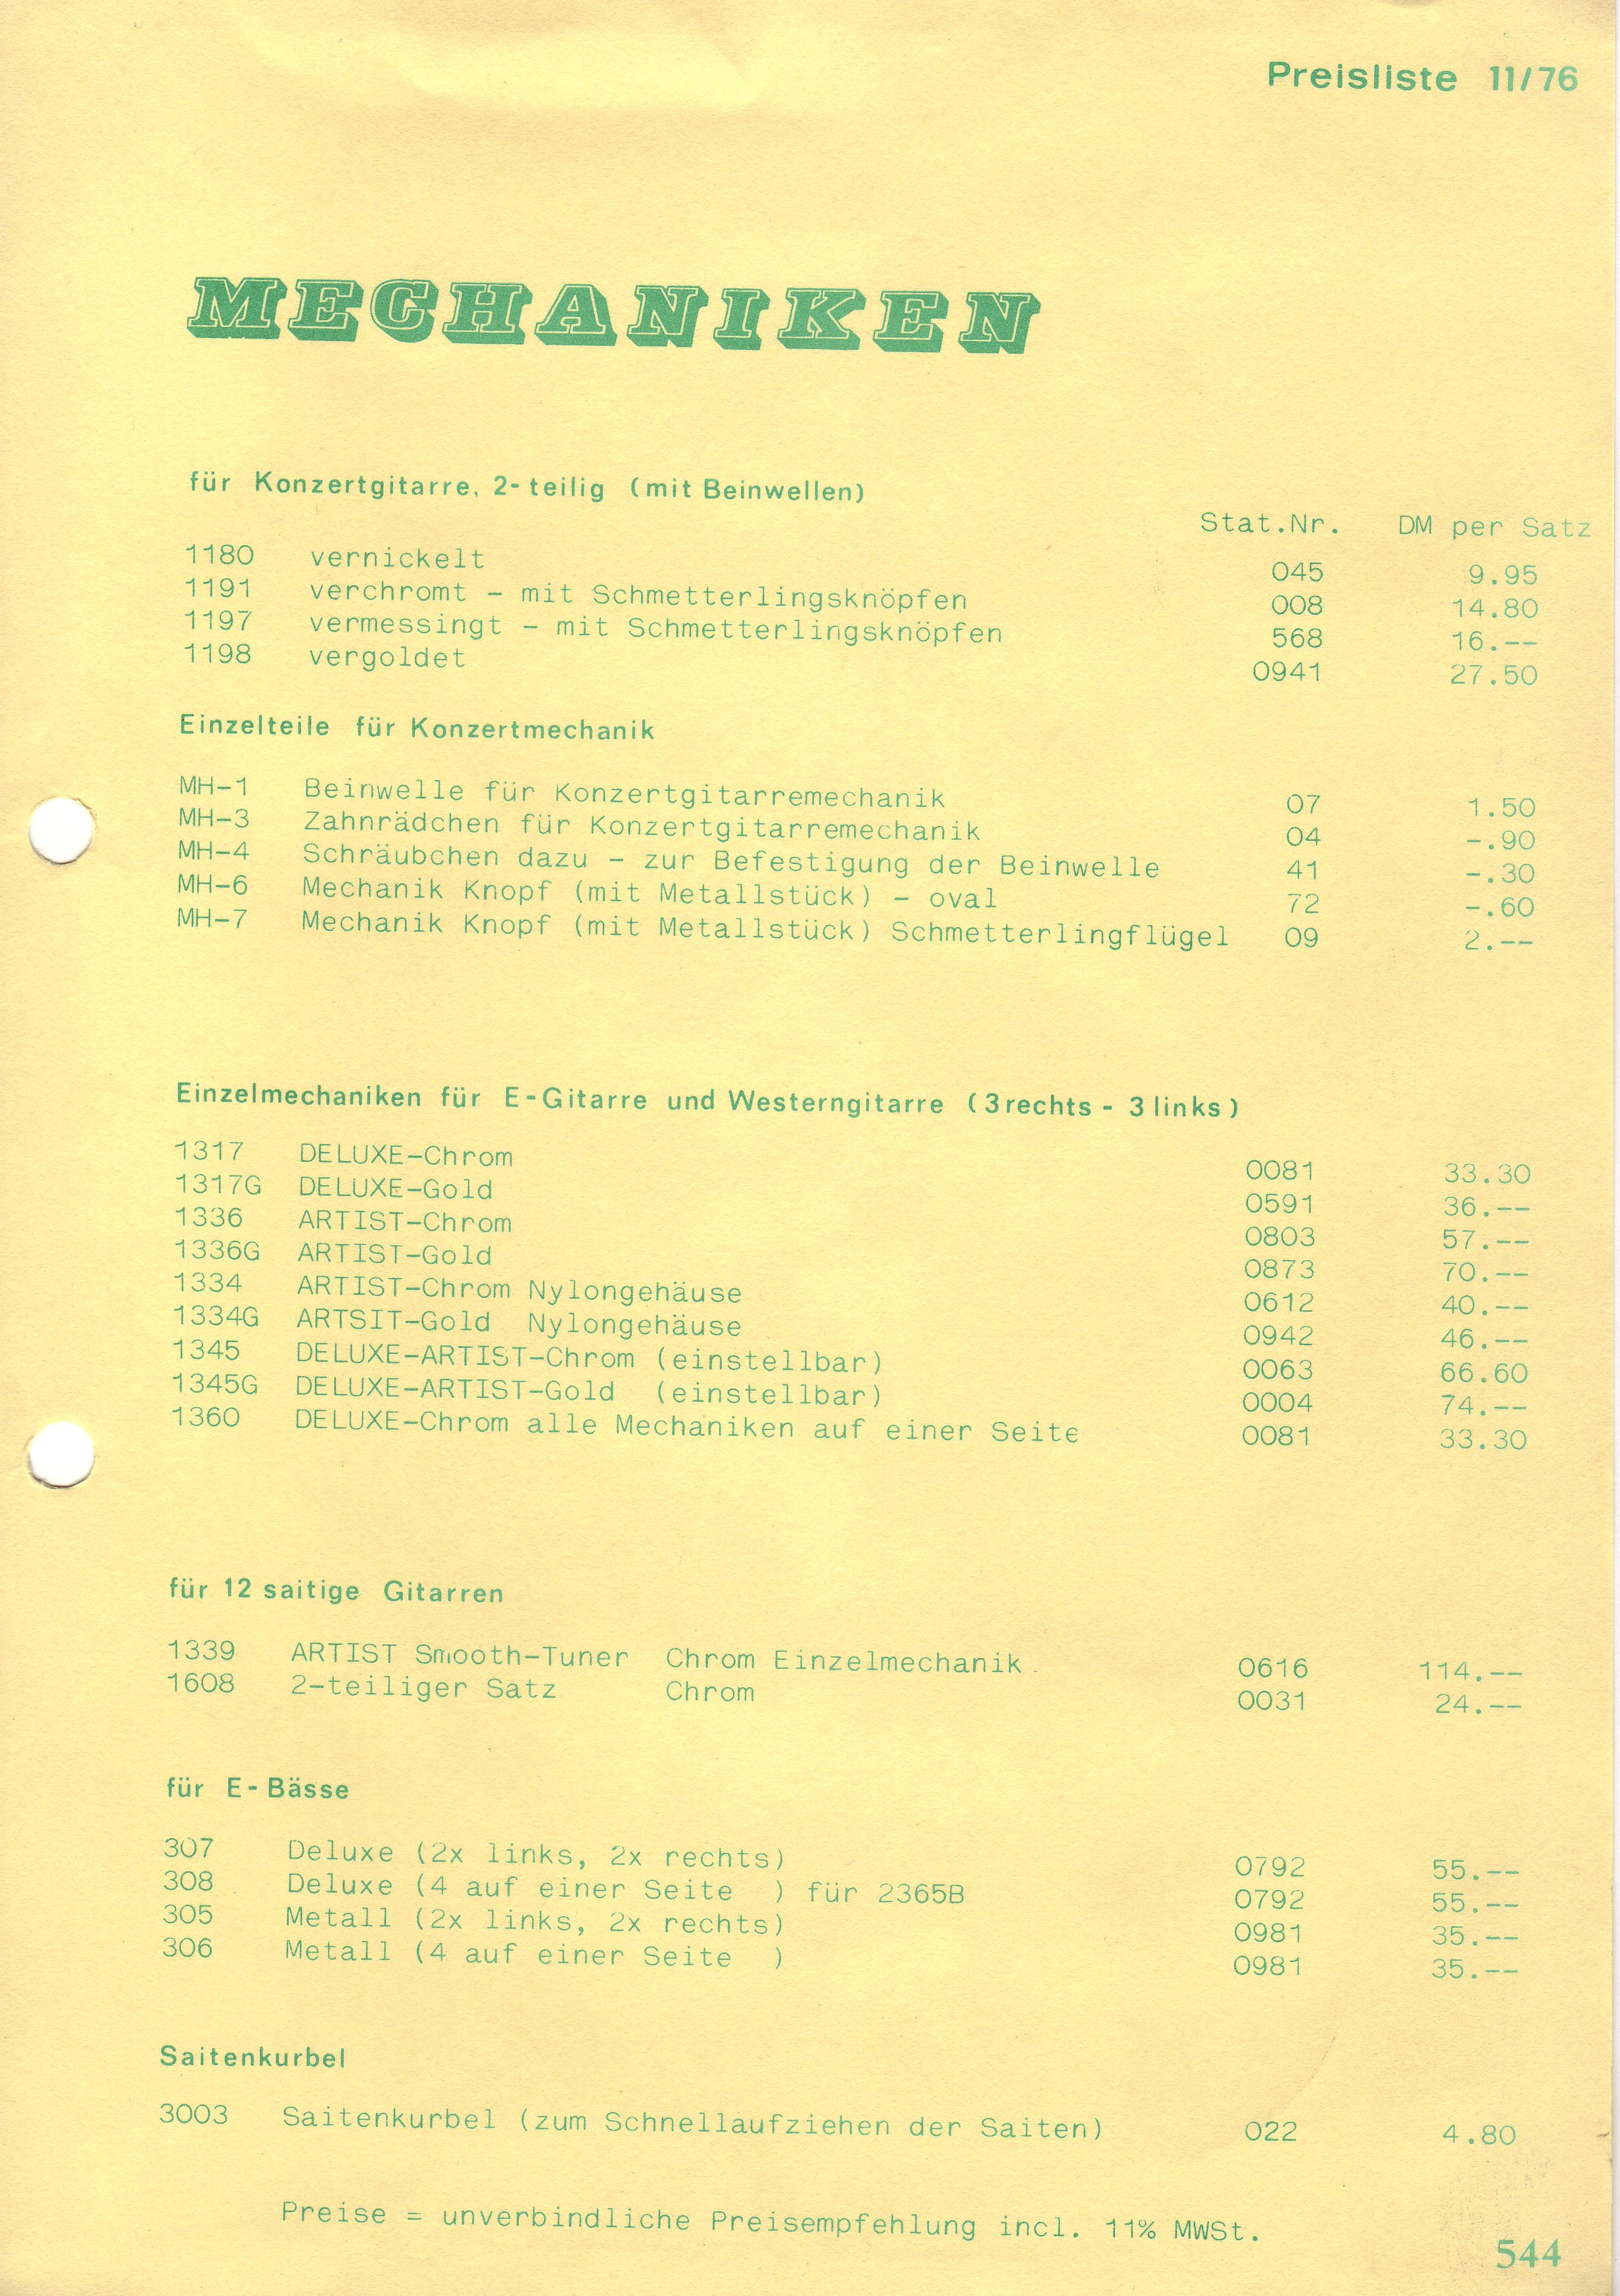 Preisliste 11/76
MECHANIKEN
für Konzertgitarre, 2-teilig (mit Beinwellen)
Stat.Nr. DM per Satz
1180 vernickelt 045 9.95
1191 verchromt – mit Schmetterlingsknöpfen 008 14.80
1197 vermessingt – mit Schmetterlingsknöpfen 568 16.--
1198 vergoldet 0941 27.50
Einzelteile für Konzertmechanik
MH-1 Beinwelle für Konzertgitarremechanik 07 1.50
MH-3 Zahnrädchen für Konzertgitarremechanik 04 -.90
MH-4 Schräubchen dazu – zur Befestigung der Beinwelle 41 -.30
MH-6 Mechanik Knopf (mit Metallstück) – oval 72 -.60
MH-7 Mechanik Knopf (mit Metallstück) Schmetterlingflügel 09 2.--
Einzelmechaniken für E-Gitarre und Westerngitarre (3 rechts - 3 links)
1317 DELUXE-Chrom 0081 33.30
1317G DELUXE-Gold 0591 36.--
1336 ARTIST-Chrom 0803 57.--
1336G ARTIST-Gold 0873 70.--
1334 ARTIST-Chrom Nylongehäuse 0612 40.--
1334G ARTSIT-Gold Nylongehäuse 0942 46.--
1345 DELUXE-ARTIST-Chrom (einstellbar) 0063 66.60
1345G DELUXE-ARTIST-Gold (einstellbar) 0004 74.--
1360 DELUXE-Chrom alle Mechaniken auf einer Seite 0081 33.30
für 12 saitige Gitarren
1339 ARTIST Smooth-Tuner Chrom Einzelmechanik 0616 114.--
1608 2-teiliger Satz Chrom 0031 24.--
für E-Bässe
307 Deluxe (2x links, 2x rechts) 0792 55.--
308 Deluxe (4 auf einer Seite ) für 2365B 0792 55.--
305 Metall (2x links, 2x rechts) 0981 35.--
306 Metall (4 auf einer Seite ) 0981 35.--
Saitenkurbel
3003 Saitenkurbel (zum Schnellaufziehen der Saiten) 022 4.80
Preise = unverbindliche Preisempfehlung incl. 11% MWSt.
544